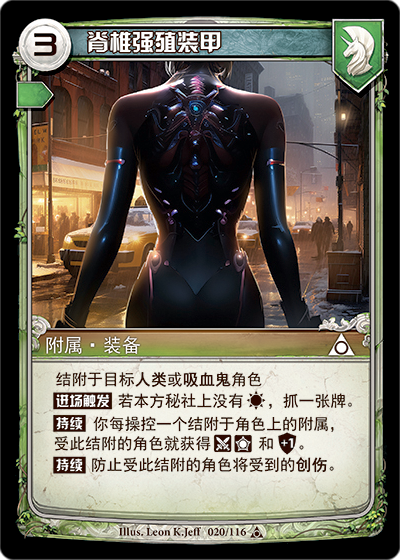 3 脊椎强殖装甲
附属・装备
结附于目标人类或吸血鬼角色
进场触发 若本方秘社上没有，抓一张牌。
持续 你每操控一个结附于角色上的附属，
受此结附的角色就获得 和 +1。
持续 防止受此结附的角色将受到的创伤。
Illus. Leon K.Jeff 020/116